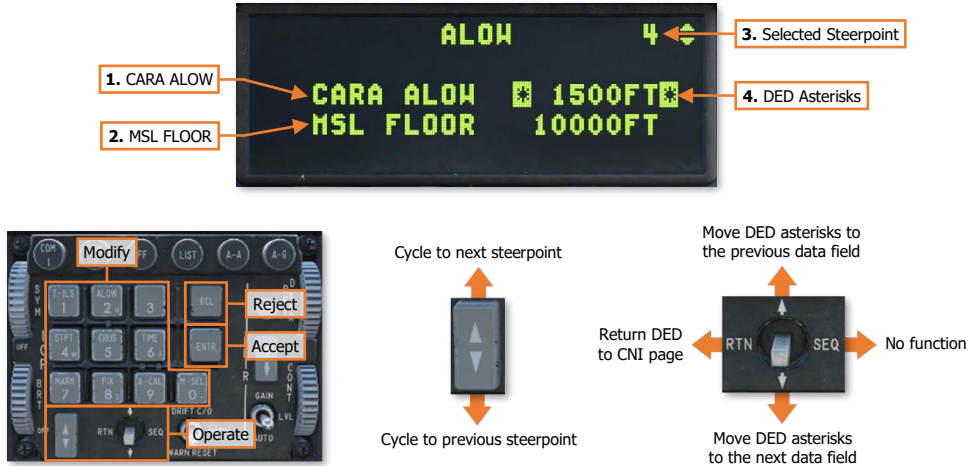 ALOW 4
3. Selected Steerpoint
1. CARA ALOW
CARA ALOW * 1500FT*
4. DED Asterisks
2. MSL FLOOR
MSL FLOOR 10000FT
COM
1
FF
LIST
A-A
A-G
Modify
T-ILS
1
ALOW
2 N
3
RCL
Reject
STPT
4 W
CRUS
5
TIME
6 E
ENTR
Accept
MARK
7
FIX
8 S
A-CAL
9
M-SEL
0
SYM
OFF
BRT
OFF
CONT
GAIN
LVL
AUTO
DRIFT C/O
RTN
SEQ
Operate
WARN RESET
Cycle to next steerpoint
Cycle to previous steerpoint
Move DED asterisks to
the previous data field
Return DED
to CNI page
RTN
SEQ
No function
Move DED asterisks
to the next data field